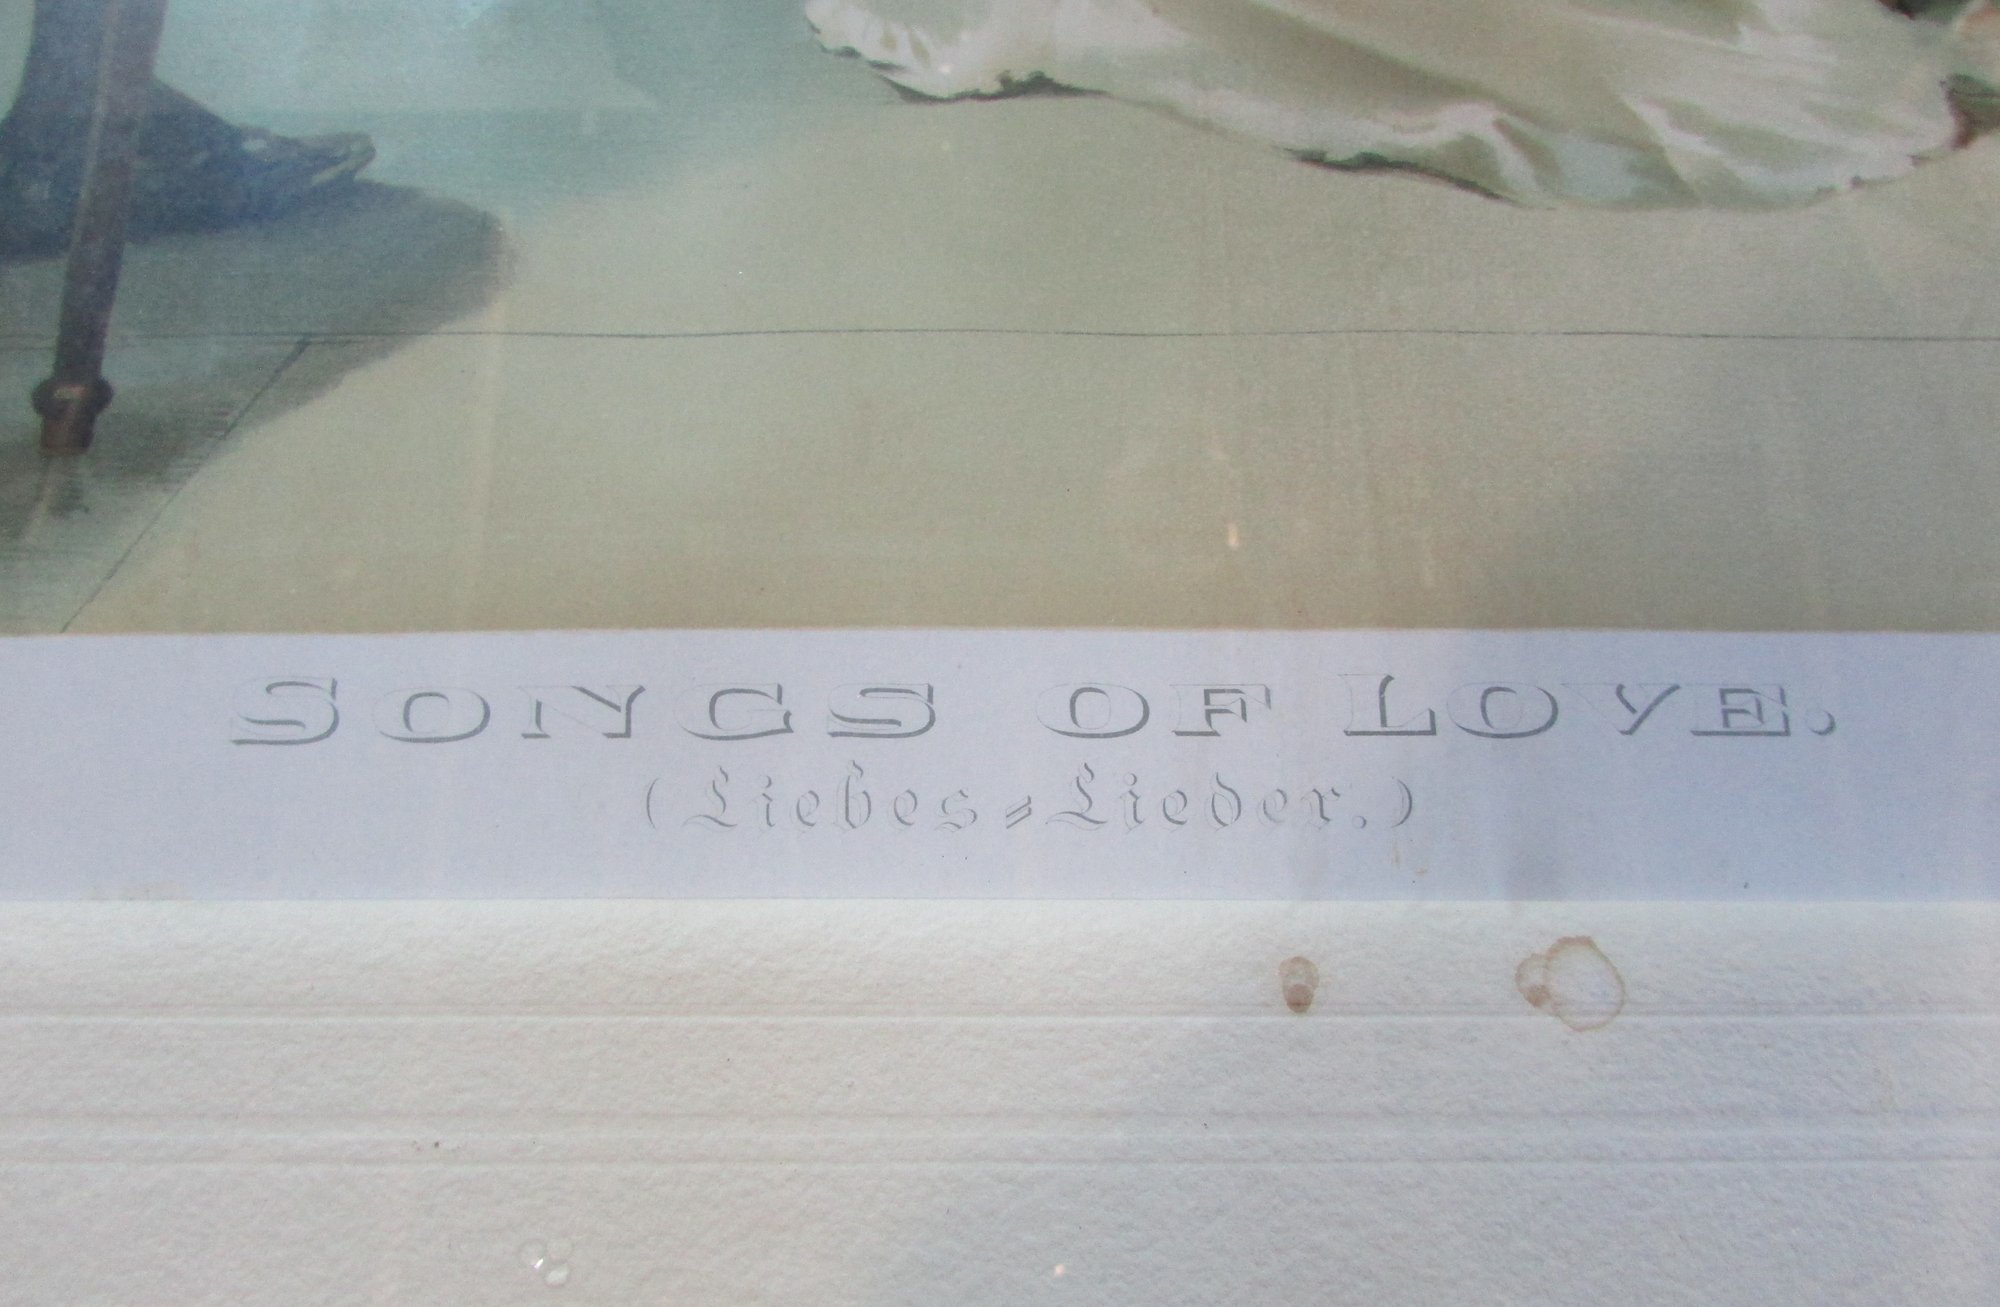 SONGS OF LOVE.
(Liebes=Lieder.)